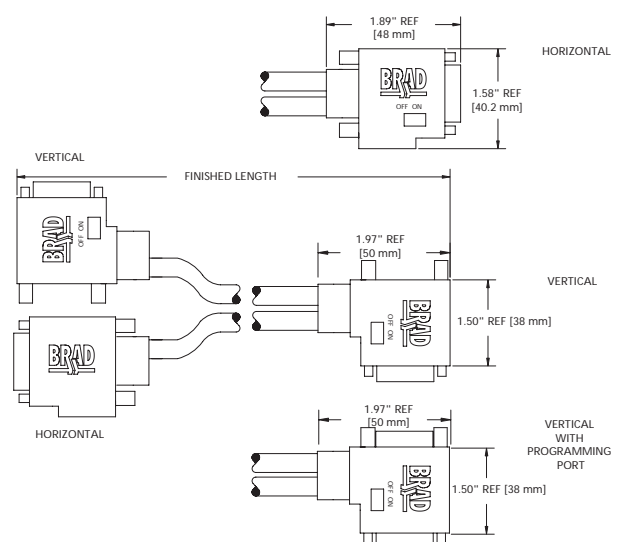 1.89" REF
[48 mm]
HORIZONTAL
BRAD
OFF ON
1.58" REF
[40.2 mm]
VERTICAL
FINISHED LENGTH
BRAD
OFF ON
1.97" REF
[50 mm]
VERTICAL
BRAD
OFF ON
1.50" REF [38 mm]
BRAD
HORIZONTAL
1.97" REF
[50 mm]
VERTICAL
WITH
PROGRAMMING
PORT
BRAD
OFF ON
1.50" REF [38 mm]